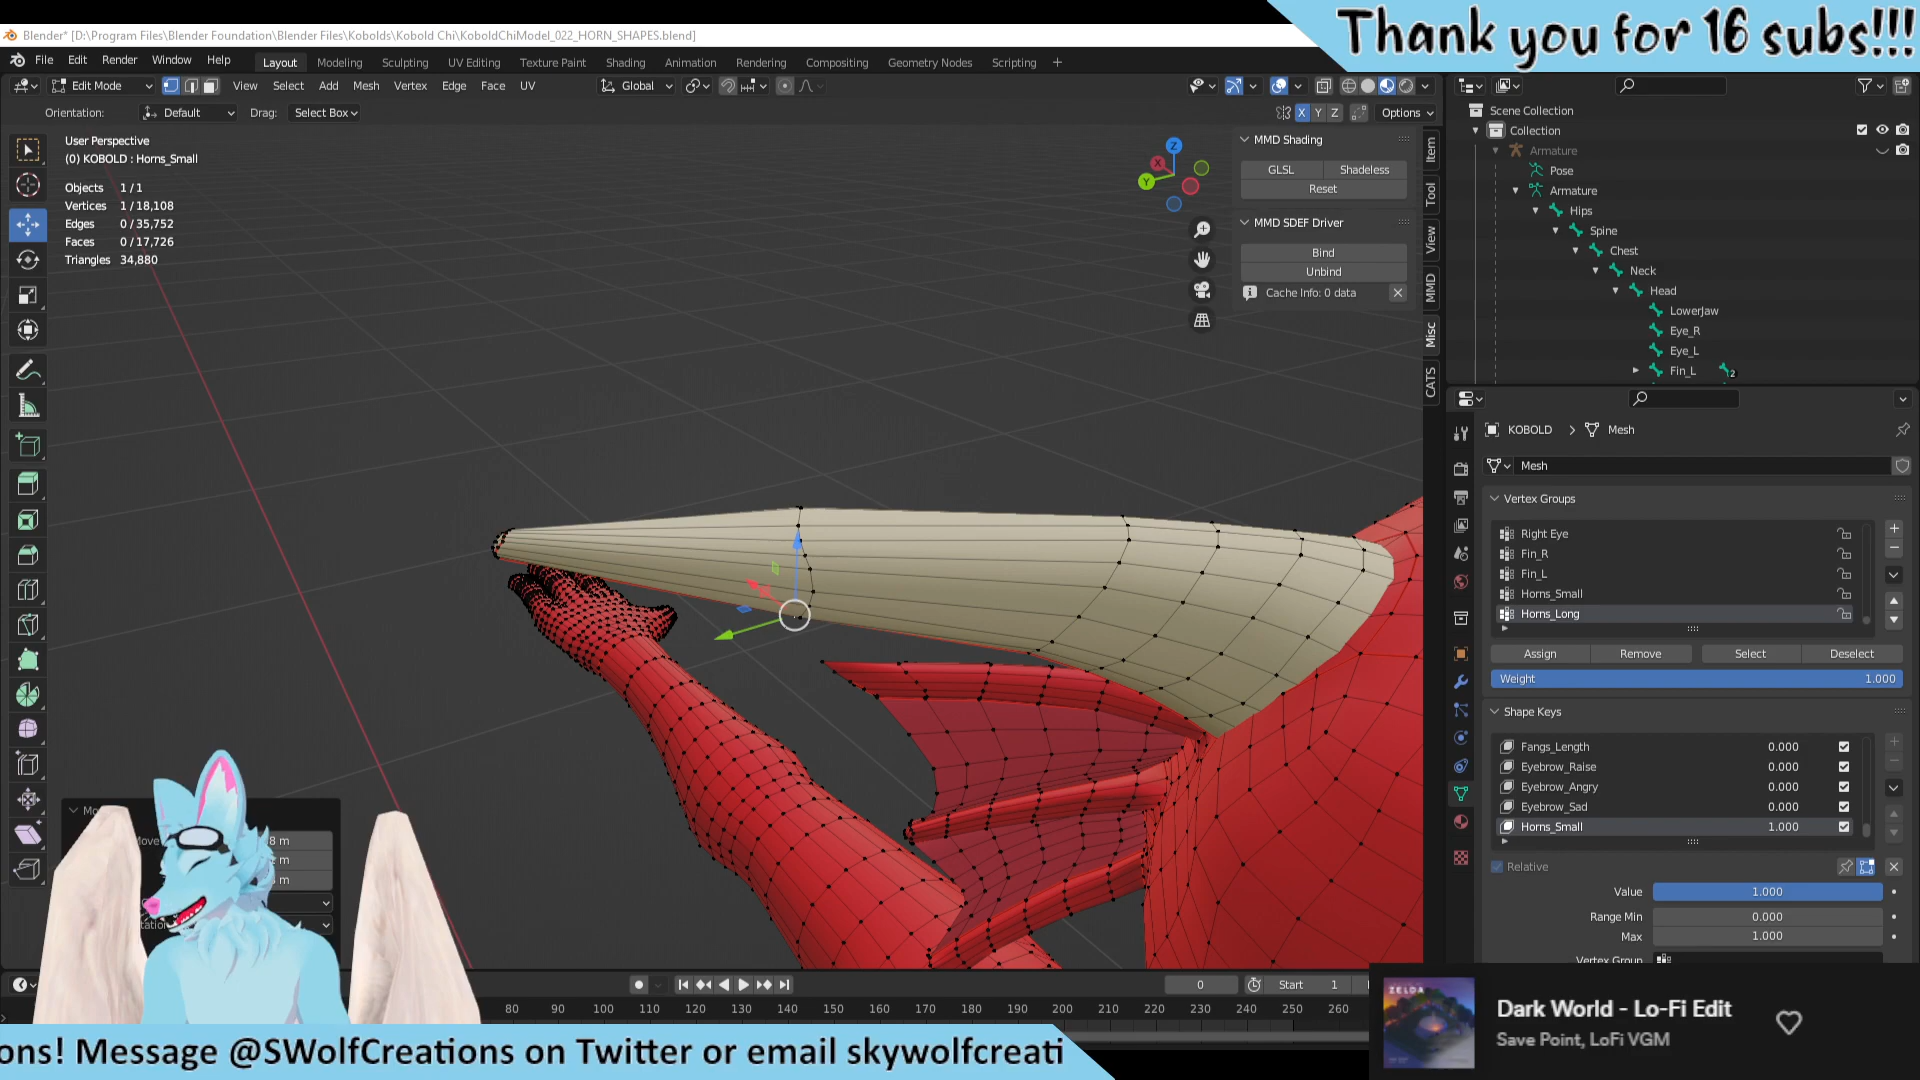 Blender* [D:\Program Files\Blender Foundation\Blender Files\Kobolds\Kobold Chi\KoboldChiModel_022_HORN_SHAPES.blend]
Thank you for 16 subs!!!
File Edit Render Window Help
Layout Modeling Sculpting UV Editing Texture Paint Shading Animation Rendering Compositing Geometry Nodes Scripting +
Edit Mode View Select Add Mesh Vertex Edge Face UV
Global
Orientation: Default Drag: Select Box
X Y Z Options
User Perspective
(0) KOBOLD : Horns_Small
Objects 1/1
Vertices 1/18,108
Edges 0/35,752
Faces 0/17,726
Triangles 34,880
Z
X
Y
MMD Shading
GLSL Shadeless
Reset
MMD SDEF Driver
Bind
Unbind
Cache Info: 0 data
Item
Tool
View
MMD
Misc
CATS
Scene Collection
Collection
Armature
Pose
Armature
Hips
Spine
Chest
Neck
Head
LowerJaw
Eye_R
Eye_L
Fin_L 2
KOBOLD > Mesh
Mesh
Vertex Groups
Right Eye
Fin_R
Fin_L
Horns_Small
Horns_Long
Assign Remove Select Deselect
Weight 1.000
Shape Keys
Fangs_Length 0.000
Eyebrow_Raise 0.000
Eyebrow_Angry 0.000
Eyebrow_Sad 0.000
Horns_Small 1.000
Relative
Value 1.000
Range Min 0.000
Max 1.000
Vertex Group
8 m
m
m
0 Start 1
80 90 100 110 120 130 140 150 160 170 180 190 200 210 220 230 240 250 260
ons! Message @SWolfCreations on Twitter or email skywolfcreati
ZELDA
Dark World - Lo-Fi Edit
Save Point, LoFi VGM